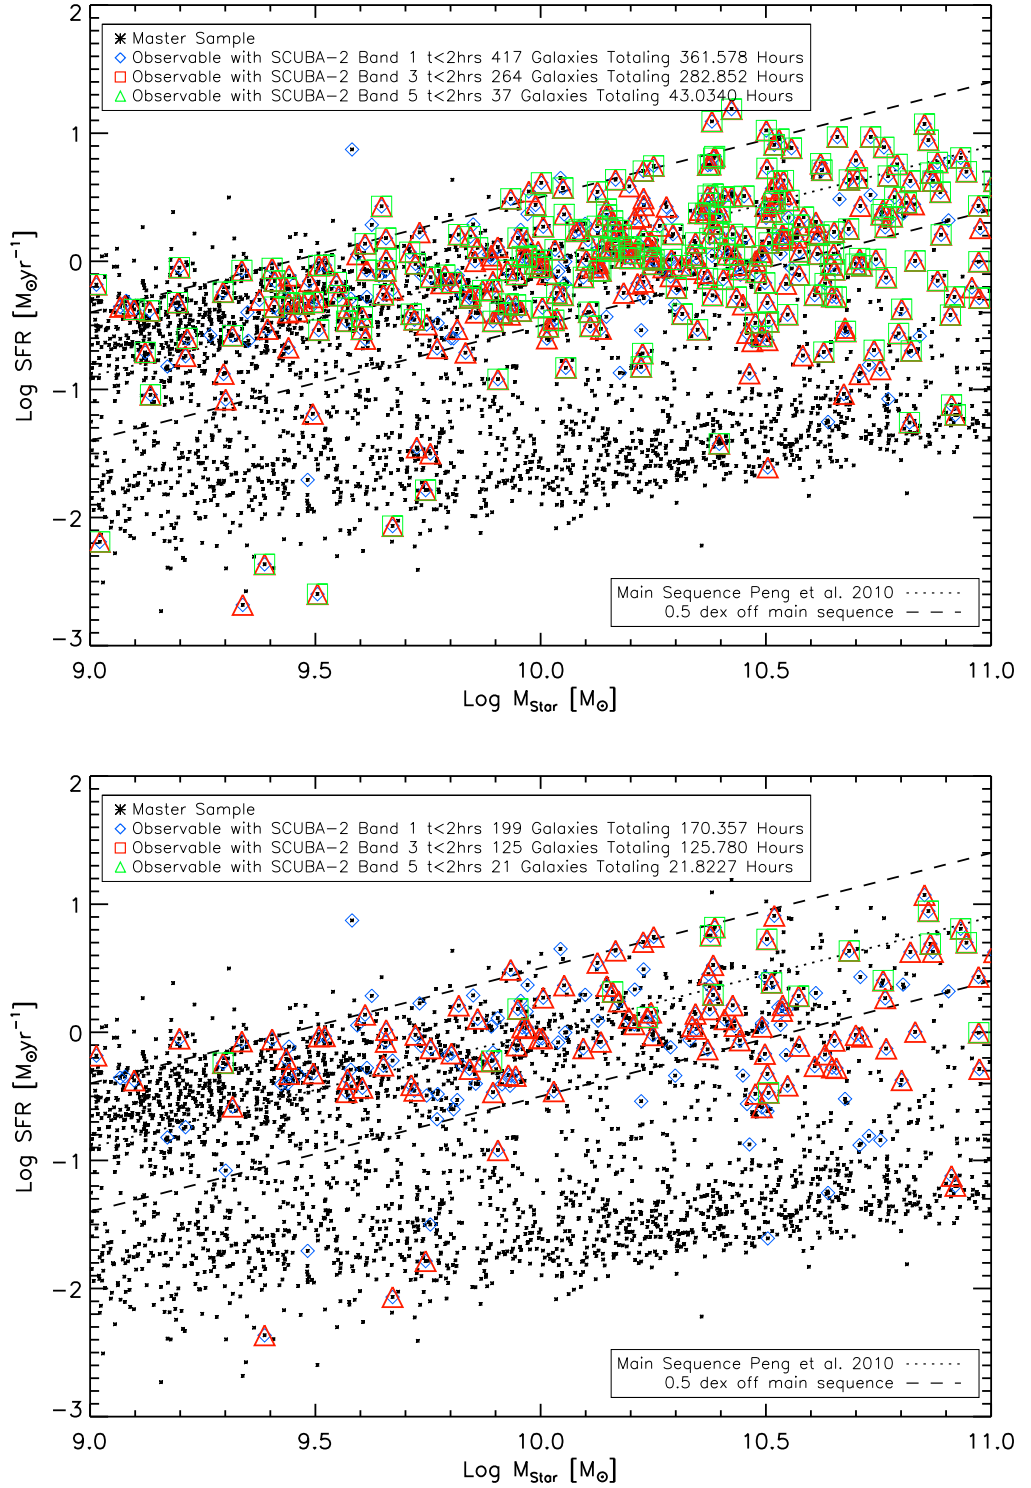 2
1
0
−1
−2
−3
Log SFR [M⊙yr−1]
Master Sample
Observable with SCUBA-2 Band 1 t<2hrs 417 Galaxies Totaling 361.578 Hours
Observable with SCUBA-2 Band 3 t<2hrs 264 Galaxies Totaling 282.852 Hours
Observable with SCUBA-2 Band 5 t<2hrs 37 Galaxies Totaling 43.0340 Hours
Main Sequence Peng et al. 2010
0.5 dex off main sequence
9.0 9.5 10.0 10.5 11.0
Log MStar [M⊙]
2
1
0
−1
−2
−3
Log SFR [M⊙yr−1]
Master Sample
Observable with SCUBA-2 Band 1 t<2hrs 199 Galaxies Totaling 170.357 Hours
Observable with SCUBA-2 Band 3 t<2hrs 125 Galaxies Totaling 125.780 Hours
Observable with SCUBA-2 Band 5 t<2hrs 21 Galaxies Totaling 21.8227 Hours
Main Sequence Peng et al. 2010
0.5 dex off main sequence
9.0 9.5 10.0 10.5 11.0
Log MStar [M⊙]